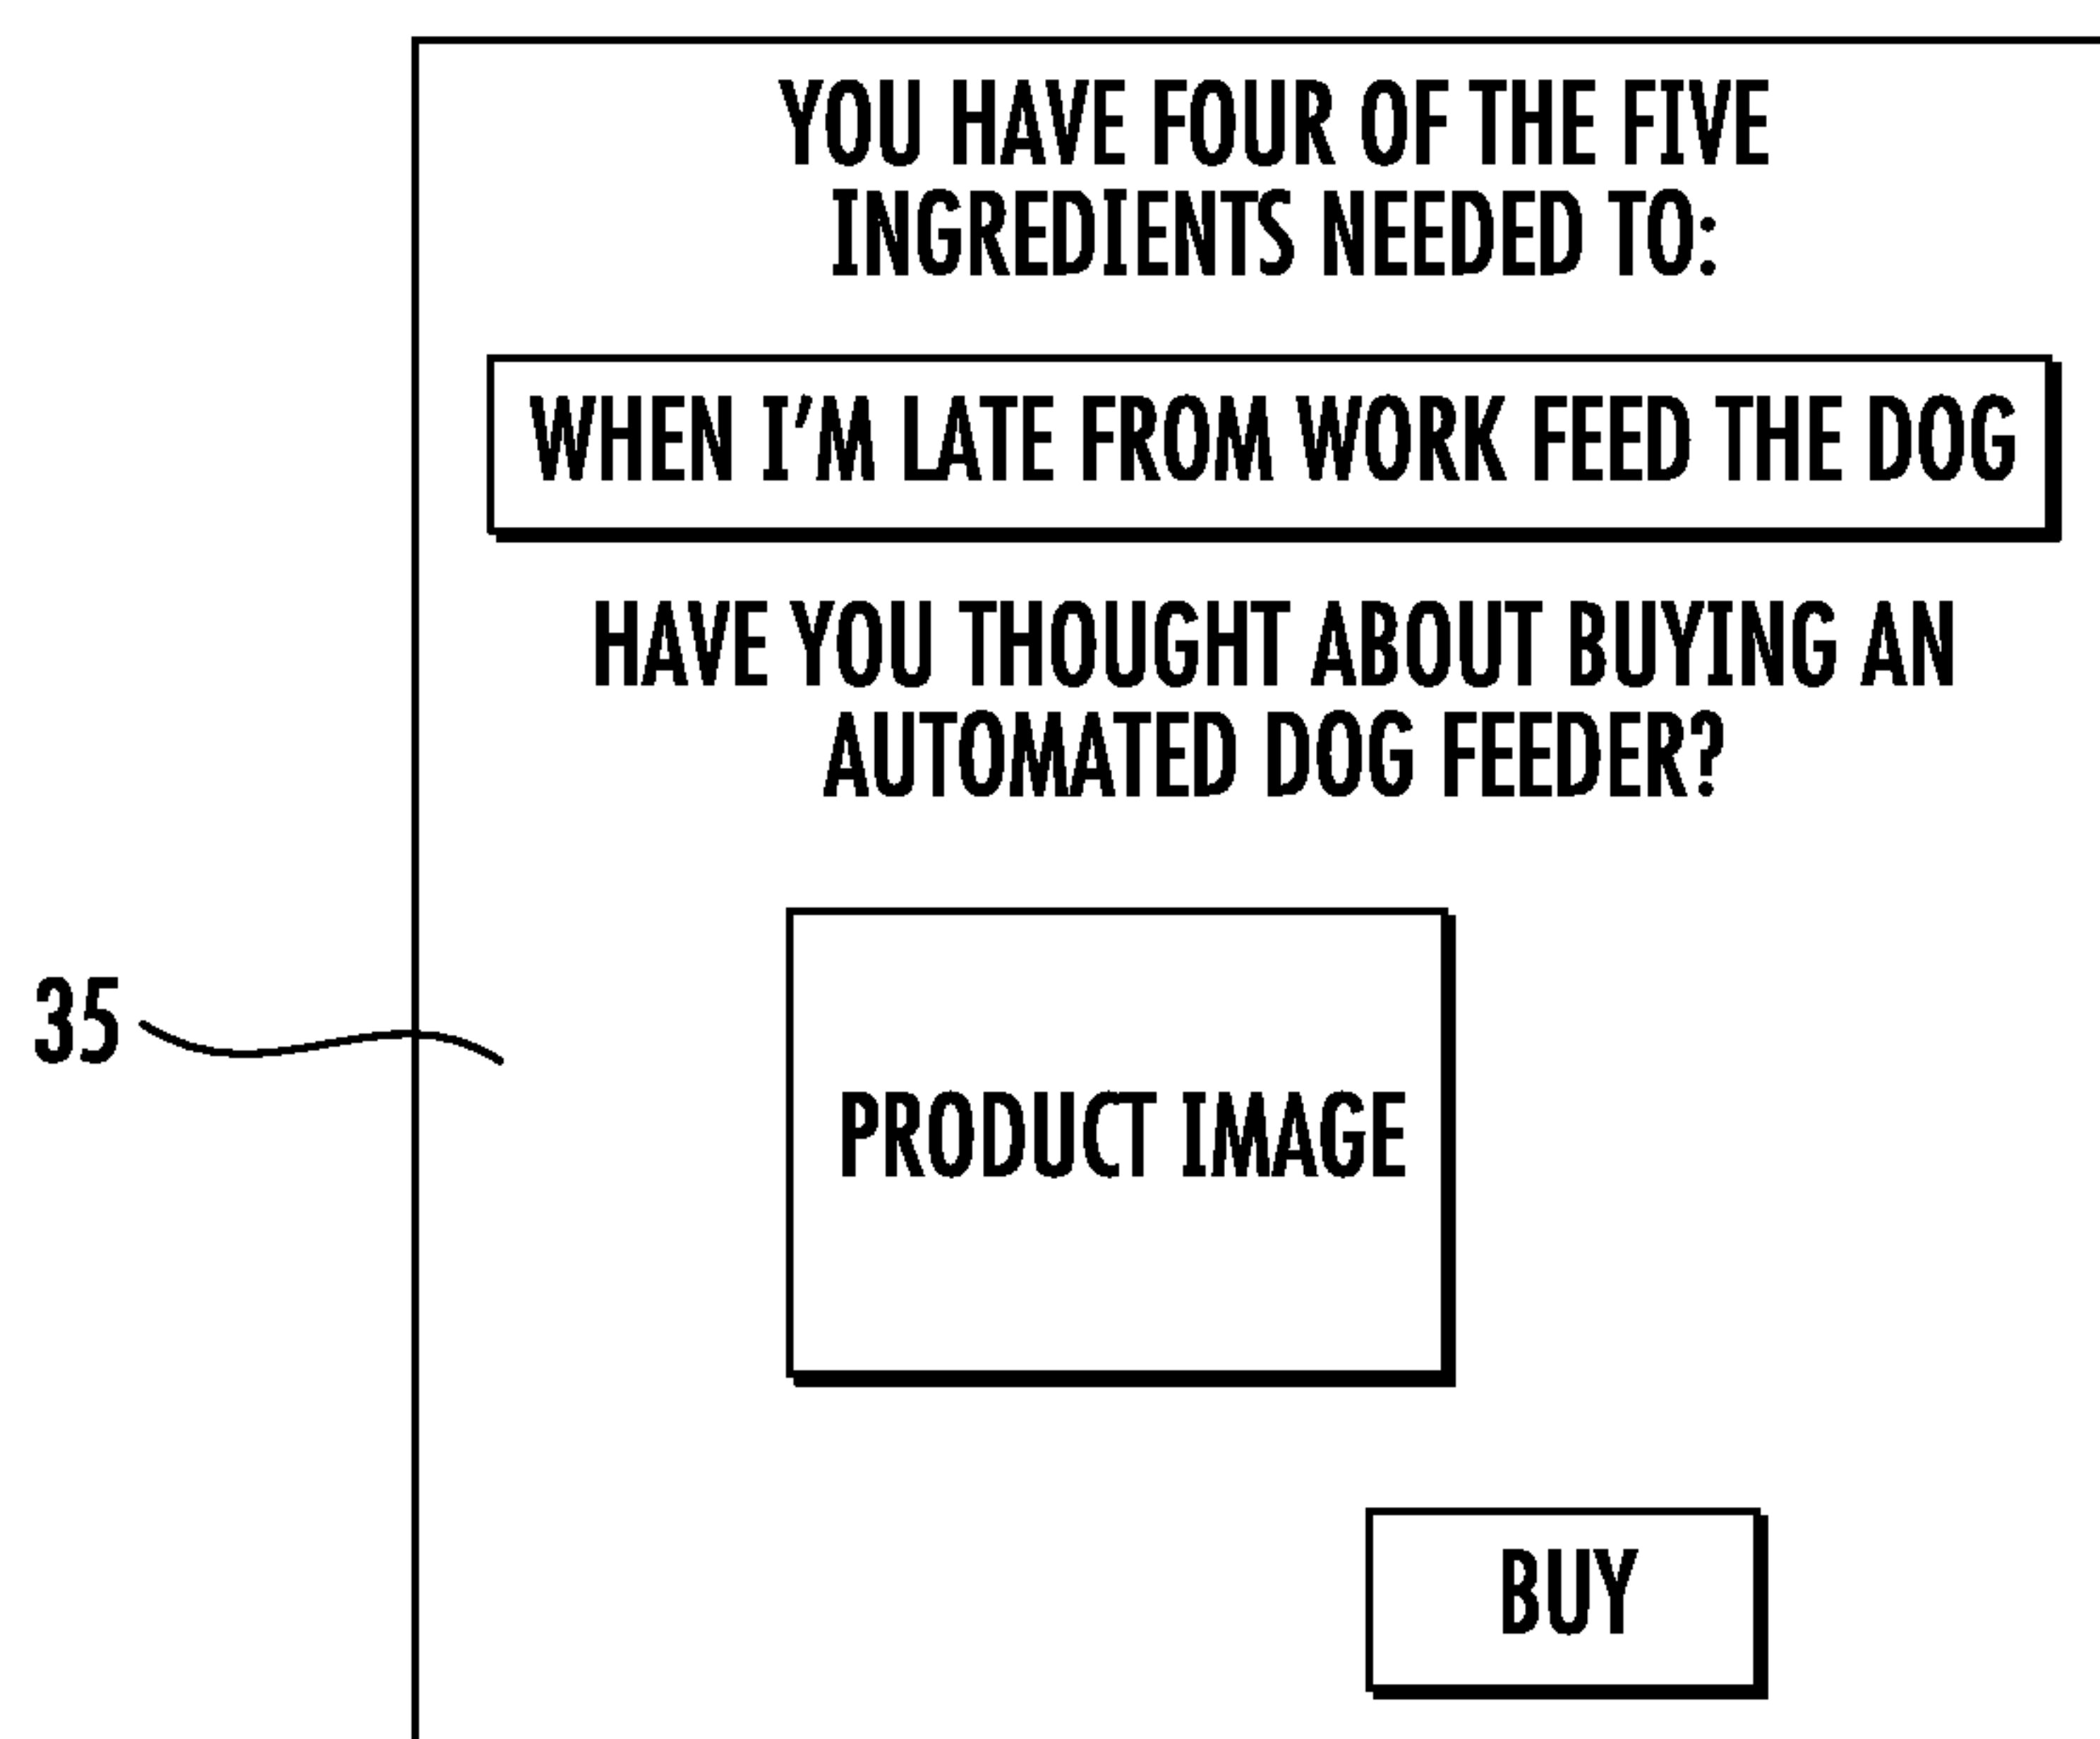 YOU HAVE FOUR OF THE FIVE
INGREDIENTS NEEDED TO:
WHEN I'M LATE FROM WORK FEED THE DOG
HAVE YOU THOUGHT ABOUT BUYING AN
AUTOMATED DOG FEEDER?
35
PRODUCT IMAGE
BUY